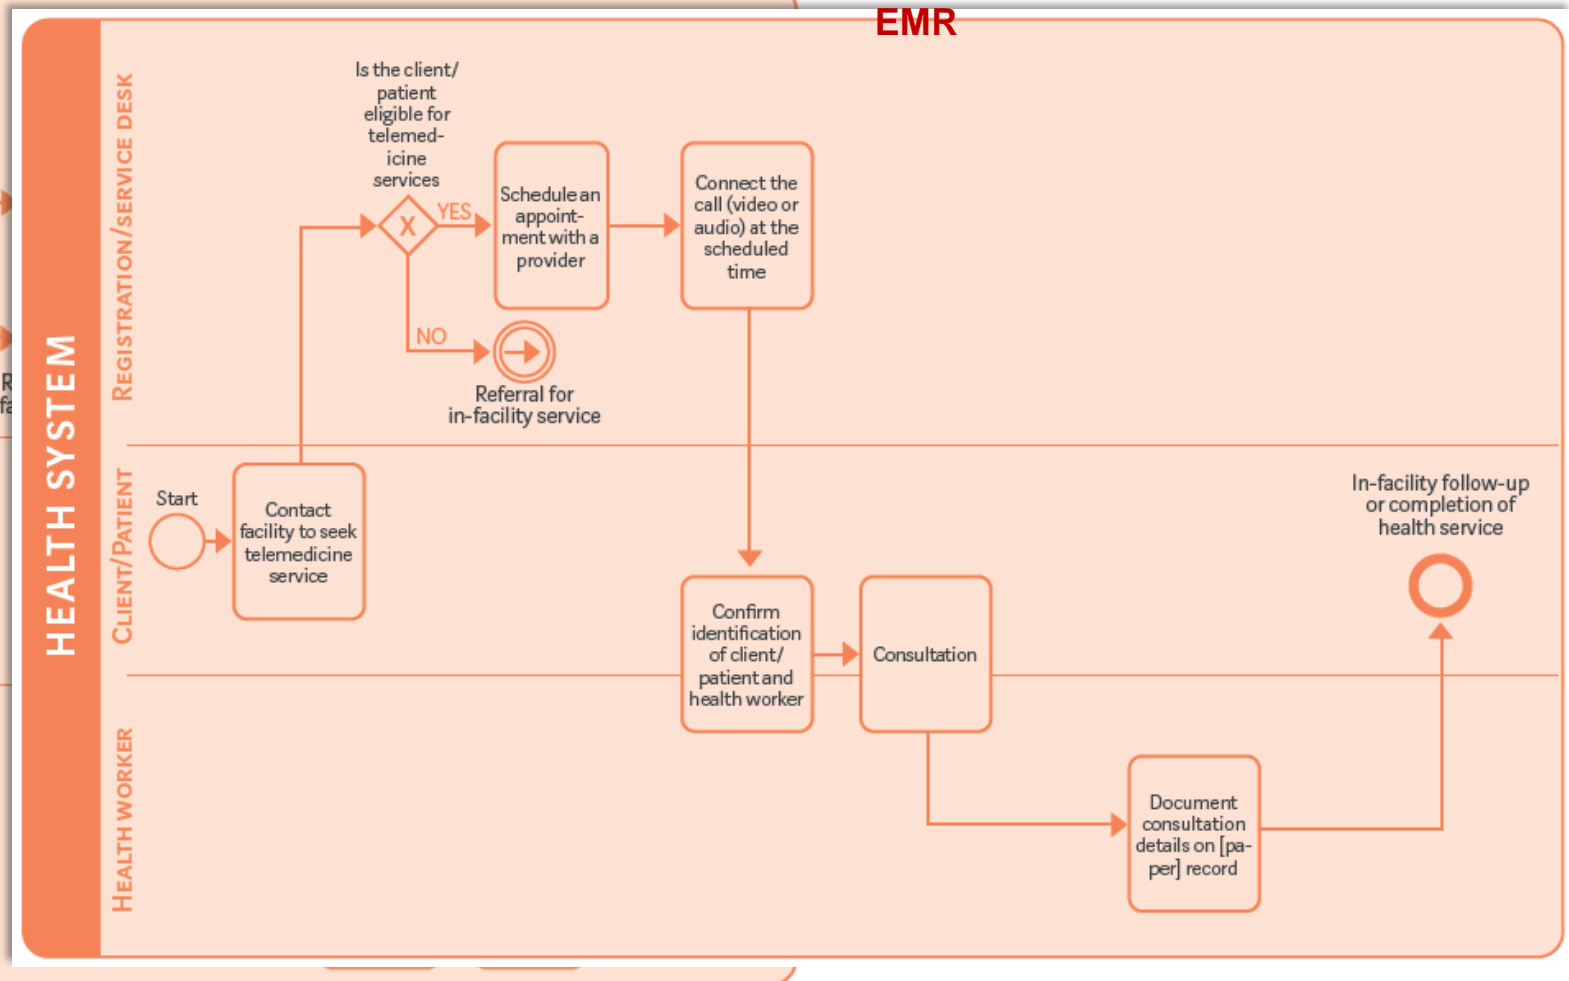 EMR
HEALTH SYSTEM
REGISTRATION/SERVICE DESK
Is the client/
patient
eligible for
telemed-
icine
services
X
YES
NO
Schedule an
appoint-
ment with a
provider
Connect the
call (video or
audio) at the
scheduled
time
Referral for
in-facility service
CLIENT/PATIENT
Start
Contact
facility to seek
telemedicine
service
Confirm
identification
of client/
patient and
health worker
Consultation
In-facility follow-up
or completion of
health service
HEALTH WORKER
Document
consultation
details on [pa-
per] record
R
fa